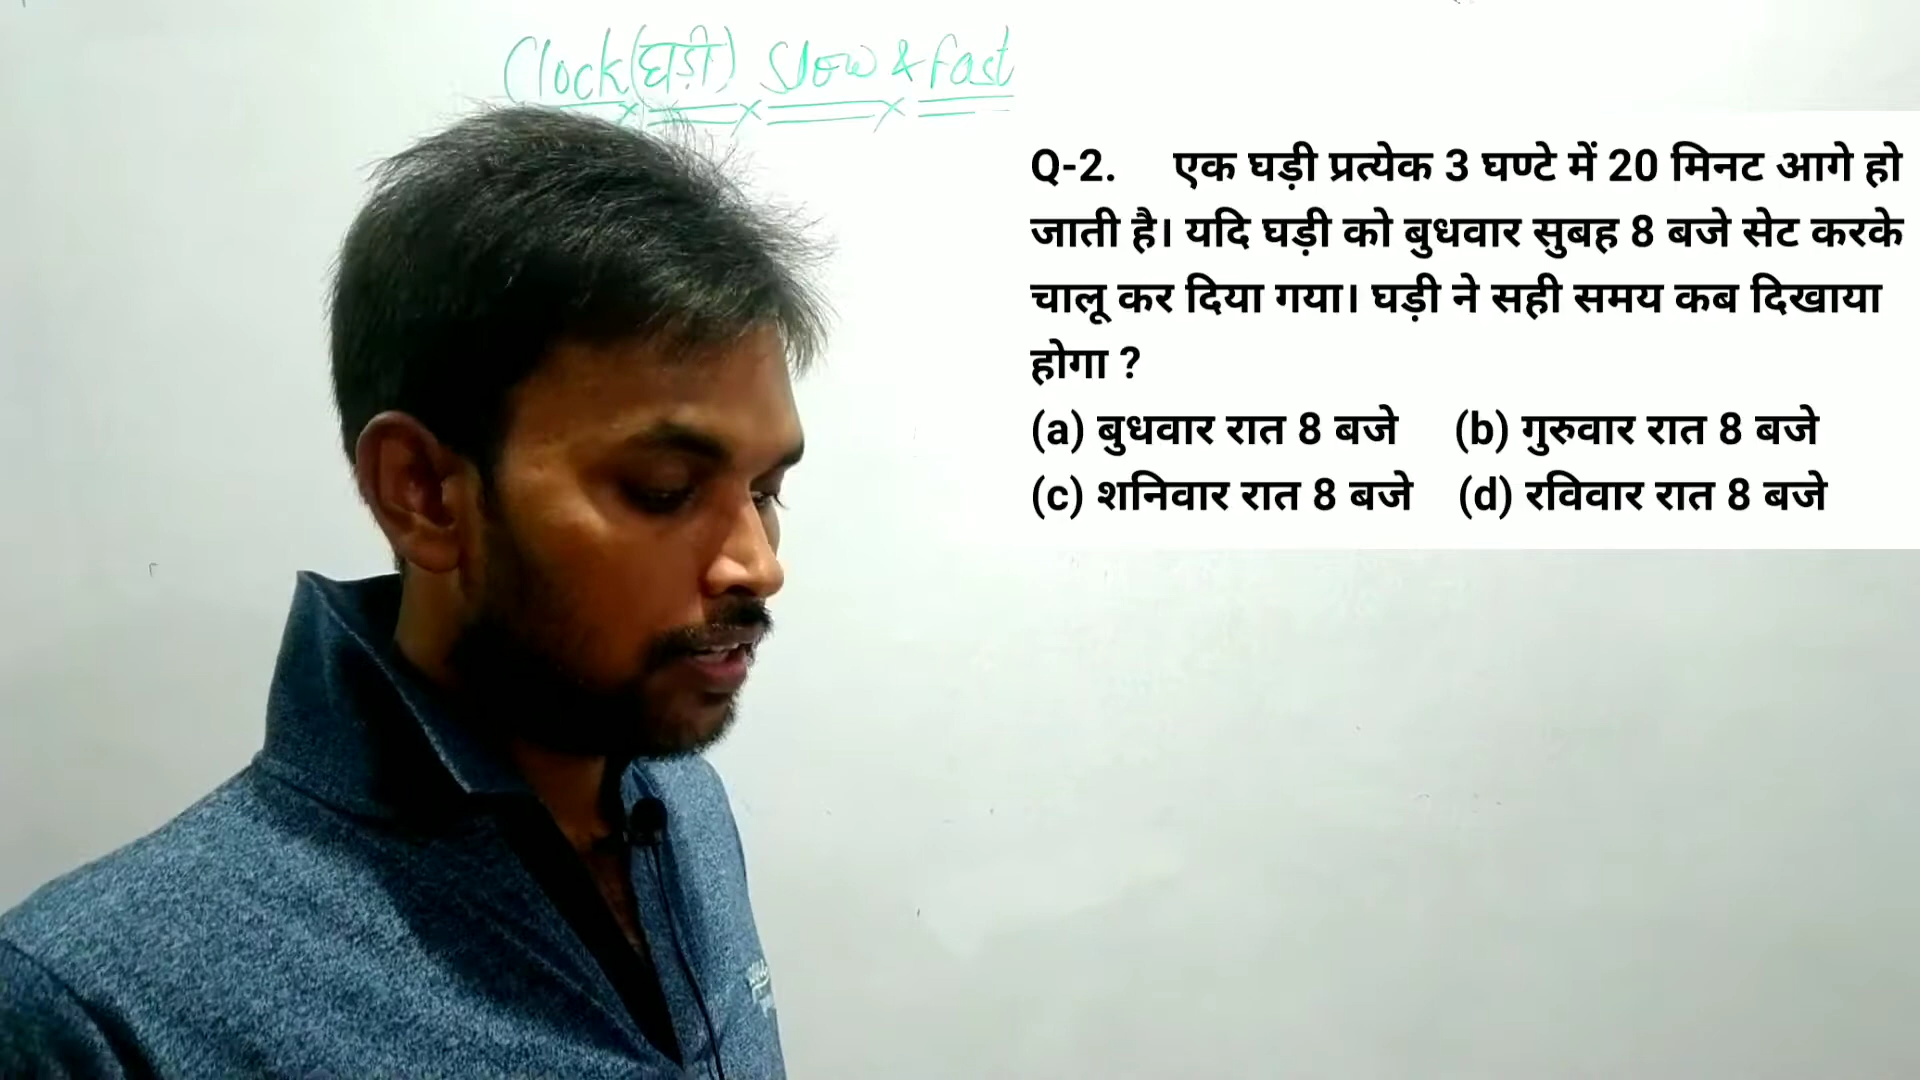 Clock (घड़ी) Slow & Fast
Q-2. एक घड़ी प्रत्येक 3 घण्टे में 20 मिनट आगे हो
जाती है। यदि घड़ी को बुधवार सुबह 8 बजे सेट करके
चालू कर दिया गया। घड़ी ने सही समय कब दिखाया
होगा ?
(a) बुधवार रात 8 बजे (b) गुरुवार रात 8 बजे
(c) शनिवार रात 8 बजे (d) रविवार रात 8 बजे